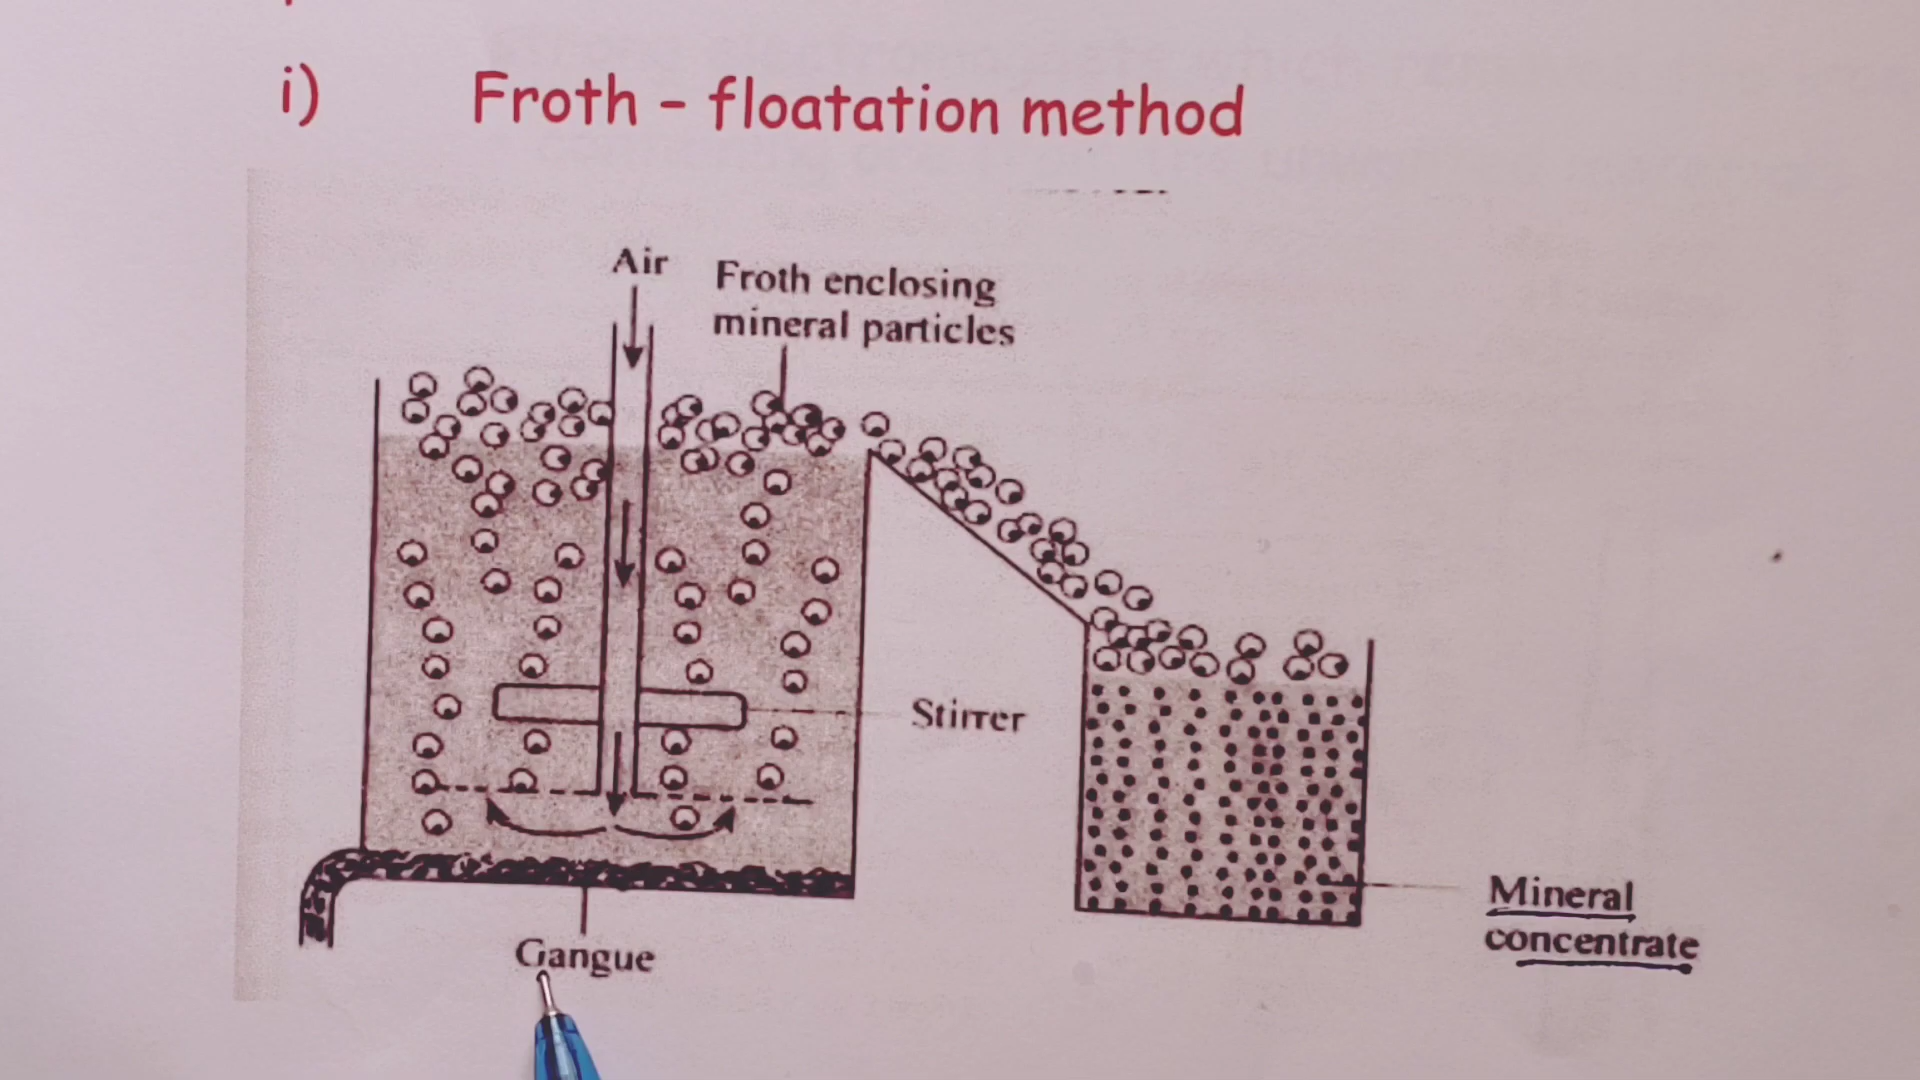 i) Froth - floatation method
Air
Froth enclosing
mineral particles
Stirrer
Mineral
concentrate
Gangue